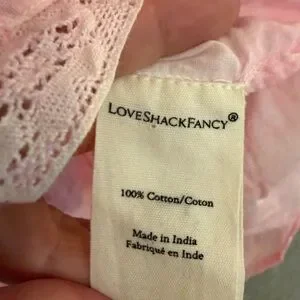 LOVESHACKFANCY®
100% Cotton/Coton
Made in India
Fabriqué en Inde